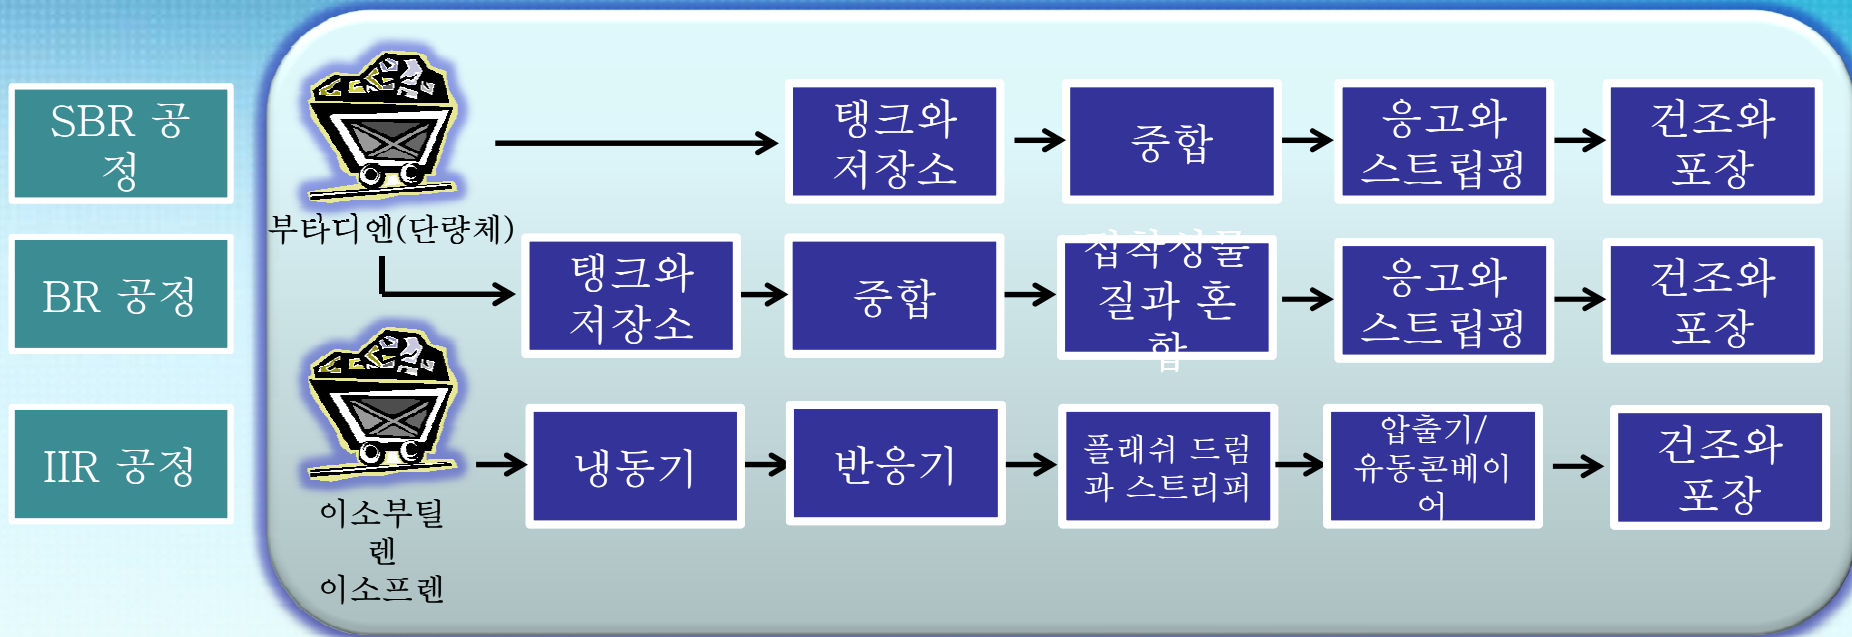 SBR 공
정
부타디엔(단량체)
탱크와
저장소
중합
응고와
스트립핑
건조와
포장
BR 공정
탱크와
저장소
중합
접착성물
질과 혼
합
응고와
스트립핑
건조와
포장
IIR 공정
이소부틸
렌
이소프렌
냉동기
반응기
플래쉬 드럼
과 스트리퍼
압출기/
유동콘베이
어
건조와
포장